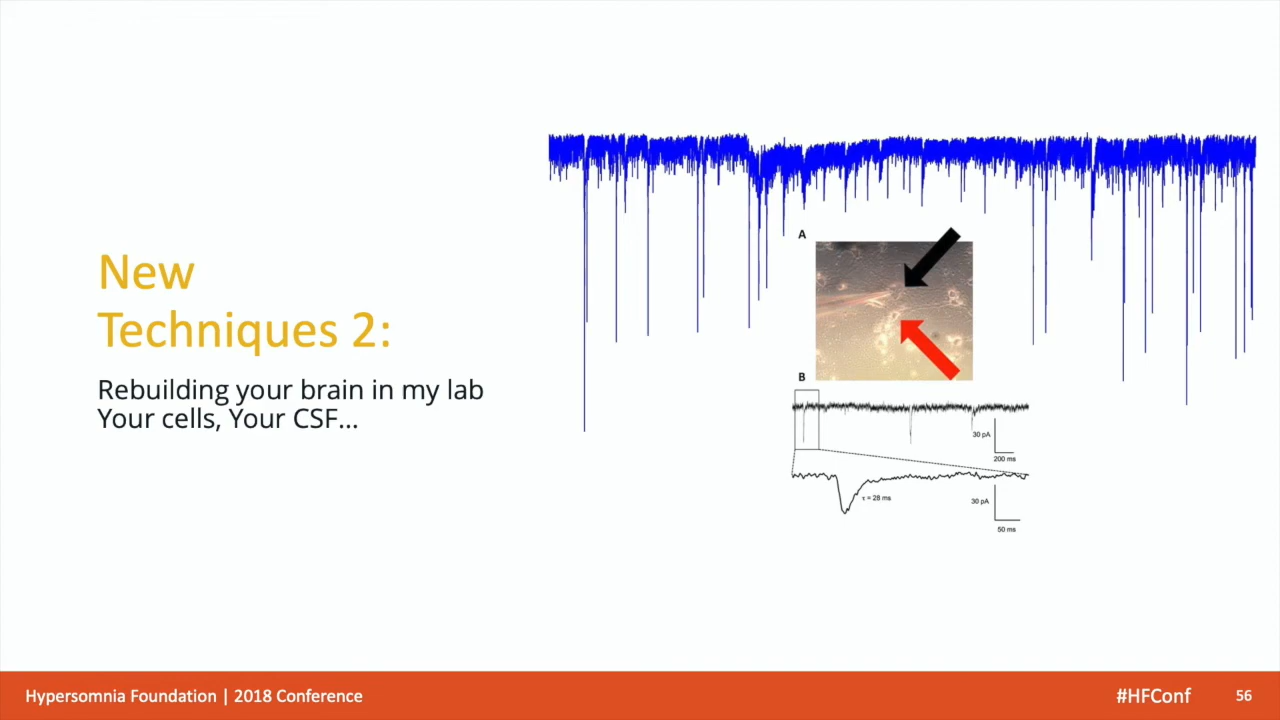 New
Techniques 2:
Rebuilding your brain in my lab
Your cells, Your CSF...
A
B
30 pA
200 ms
τ = 28 ms
30 pA
50 ms
Hypersomnia Foundation | 2018 Conference
#HFConf
56